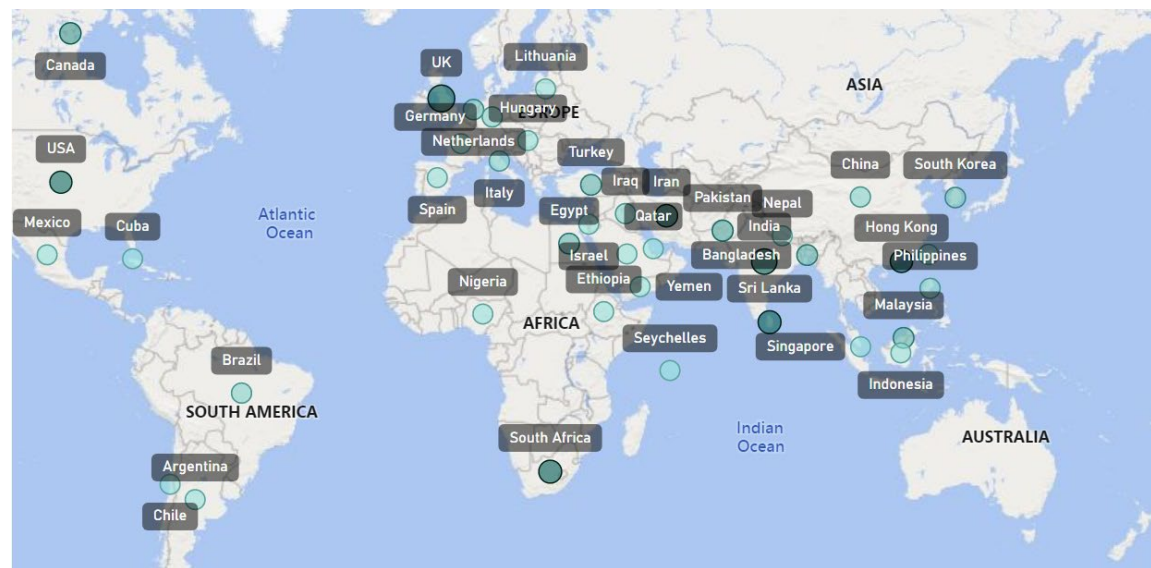 Canada
UK
Lithuania
ASIA
Germany
Hungary
EUROPE
USA
Netherlands
Turkey
China
South Korea
Italy
Iraq
Iran
Pakistan
Nepal
Spain
Mexico
Cuba
Atlantic
Ocean
Egypt
Qatar
India
Hong Kong
Israel
Bangladesh
Philippines
Nigeria
Ethiopia
Yemen
Sri Lanka
Malaysia
AFRICA
Seychelles
Singapore
Brazil
Indonesia
SOUTH AMERICA
South Africa
Indian
Ocean
AUSTRALIA
Argentina
Chile